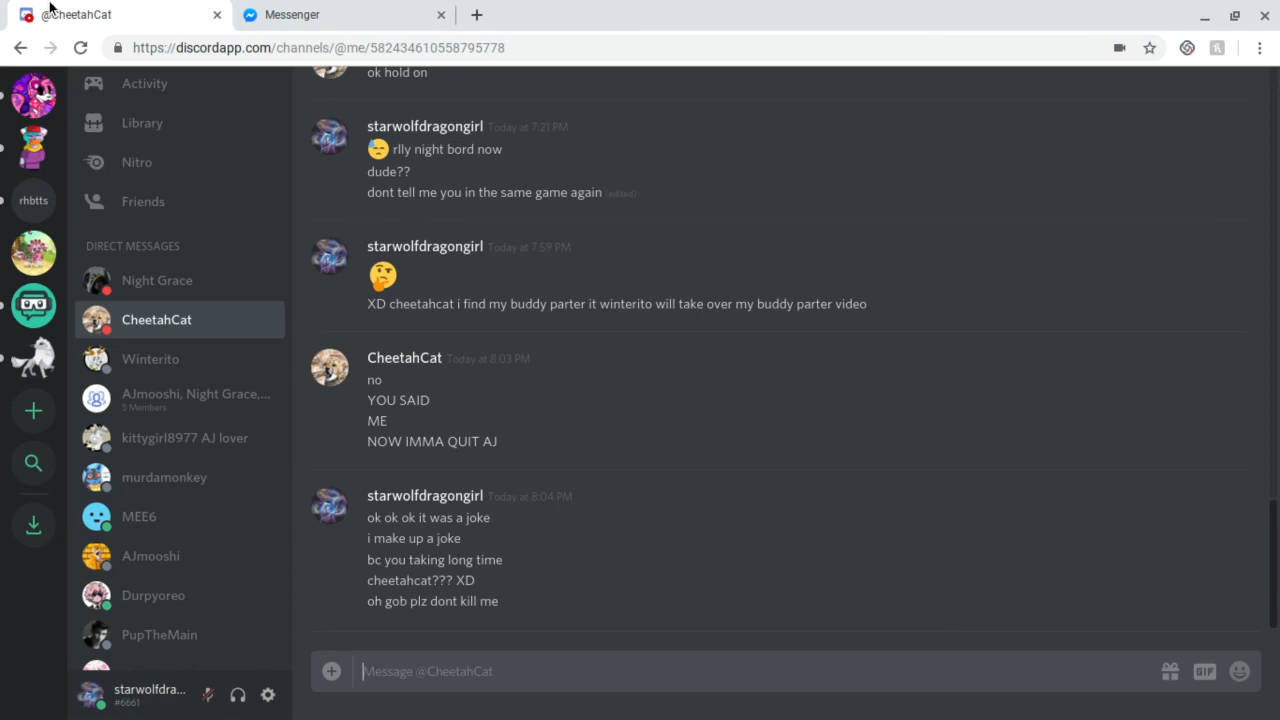 @CheetahCat
Messenger
https://discordapp.com/channels/@me/582434610558795778
Activity
Library
Nitro
Friends
DIRECT MESSAGES
Night Grace
CheetahCat
Winterito
AJmooshi, Night Grace,...
5 Members
kittygirl8977 AJ lover
murdamonkey
MEE6
AJmooshi
Durpyoreo
PupTheMain
starwolfdra...
#6661
rhbtts
ok hold on
starwolfdragongirl Today at 7:21 PM
rlly night bord now
dude??
dont tell me you in the same game again (edited)
starwolfdragongirl Today at 7:59 PM
XD cheetahcat i find my buddy parter it winterito will take over my buddy parter video
CheetahCat Today at 8:03 PM
no
YOU SAID
ME
NOW IMMA QUIT AJ
starwolfdragongirl Today at 8:04 PM
ok ok ok it was a joke
i make up a joke
bc you taking long time
cheetahcat??? XD
oh gob plz dont kill me
Message @CheetahCat
GIF